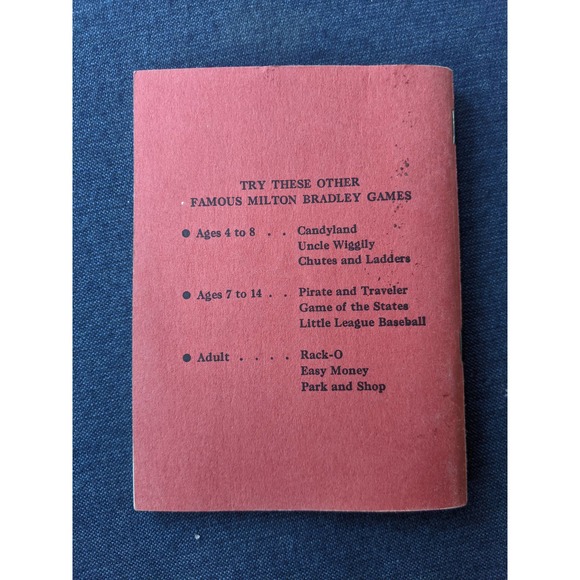 TRY THESE OTHER
FAMOUS MILTON BRADLEY GAMES
● Ages 4 to 8 . . Candyland
Uncle Wiggily
Chutes and Ladders
● Ages 7 to 14 . . Pirate and Traveler
Game of the States
Little League Baseball
● Adult . . . . Rack-O
Easy Money
Park and Shop